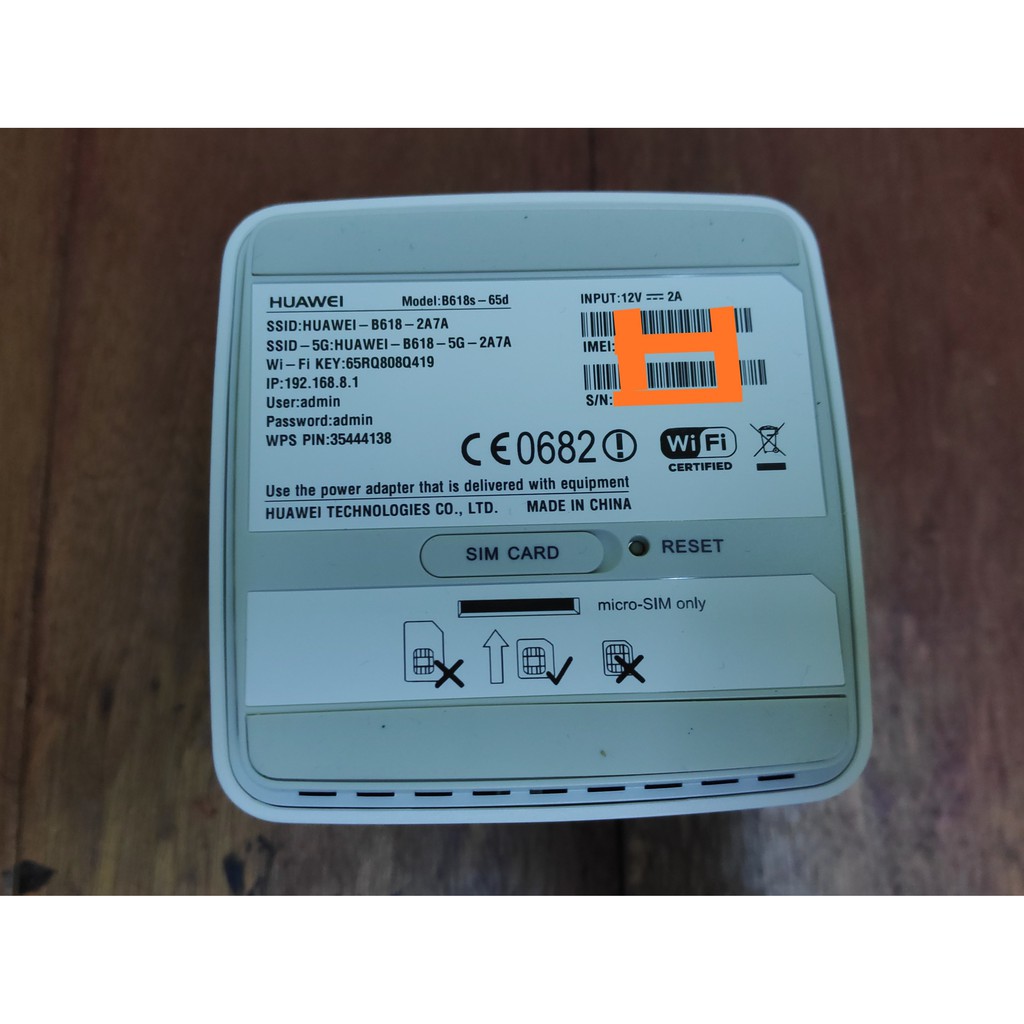 HUAWEI Model:B618s-65d
SSID:HUAWEI-B618-2A7A
SSID-5G:HUAWEI-B618-5G-2A7A
Wi-Fi KEY:65RQ808Q419
IP:192.168.8.1
User:admin
Password:admin
WPS PIN:35444138
INPUT:12V ⎓ 2A
IMEI:
S/N:
CE0682
Wi Fi
CERTIFIED
Use the power adapter that is delivered with equipment
HUAWEI TECHNOLOGIES CO., LTD. MADE IN CHINA
SIM CARD
RESET
micro-SIM only